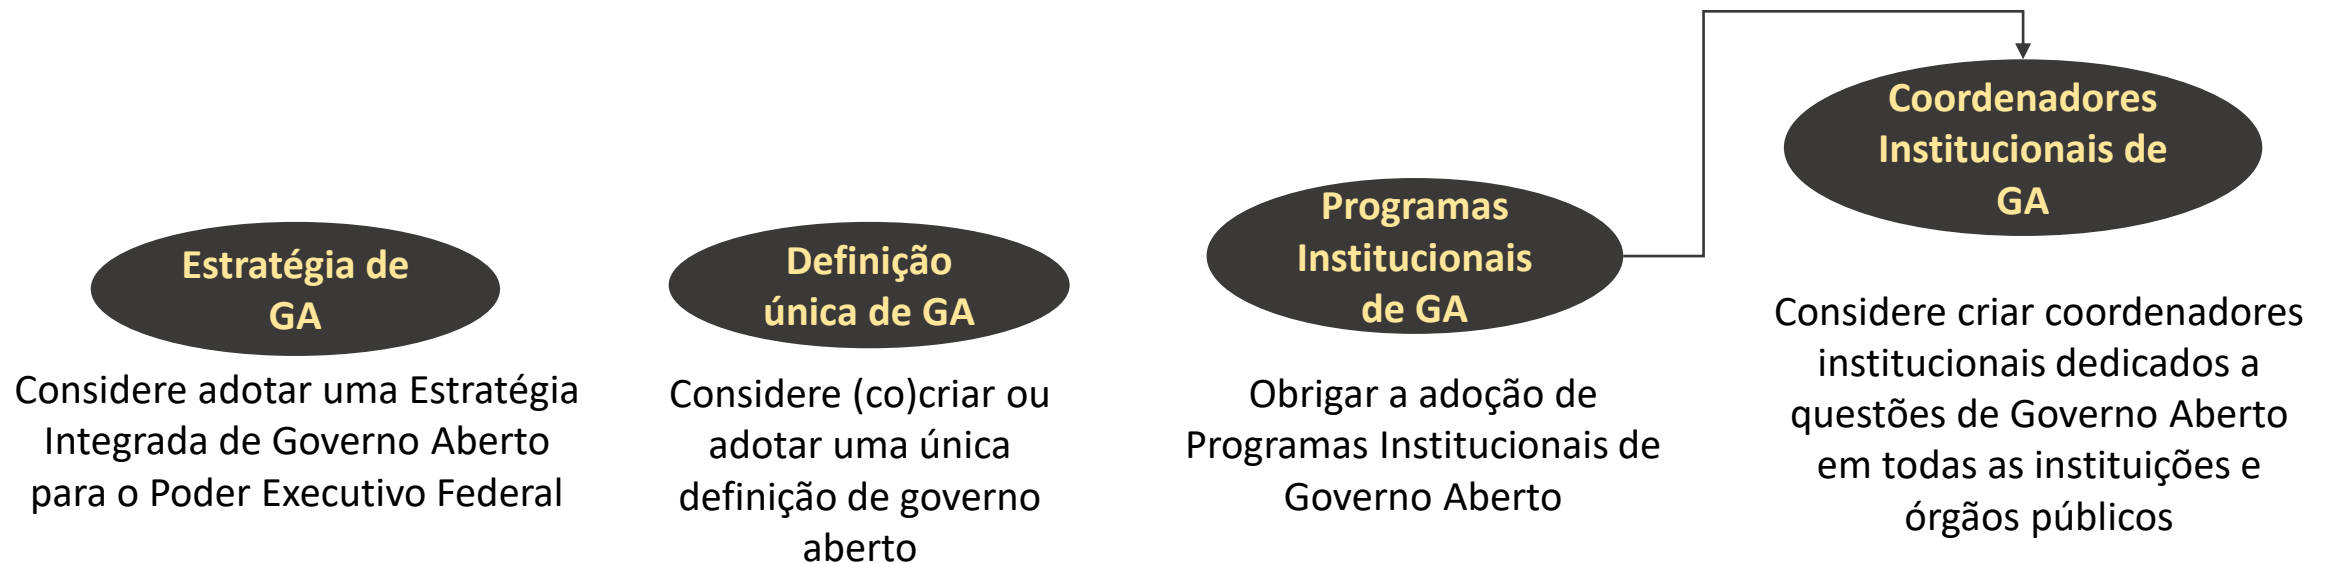 Estratégia de
GA
Considere adotar uma Estratégia
Integrada de Governo Aberto
para o Poder Executivo Federal
Definição
única de GA
Considere (co)criar ou
adotar uma única
definição de governo
aberto
Programas
Institucionais
de GA
Obrigar a adoção de
Programas Institucionais de
Governo Aberto
Coordenadores
Institucionais de
GA
Considere criar coordenadores
institucionais dedicados a
questões de Governo Aberto
em todas as instituições e
órgãos públicos